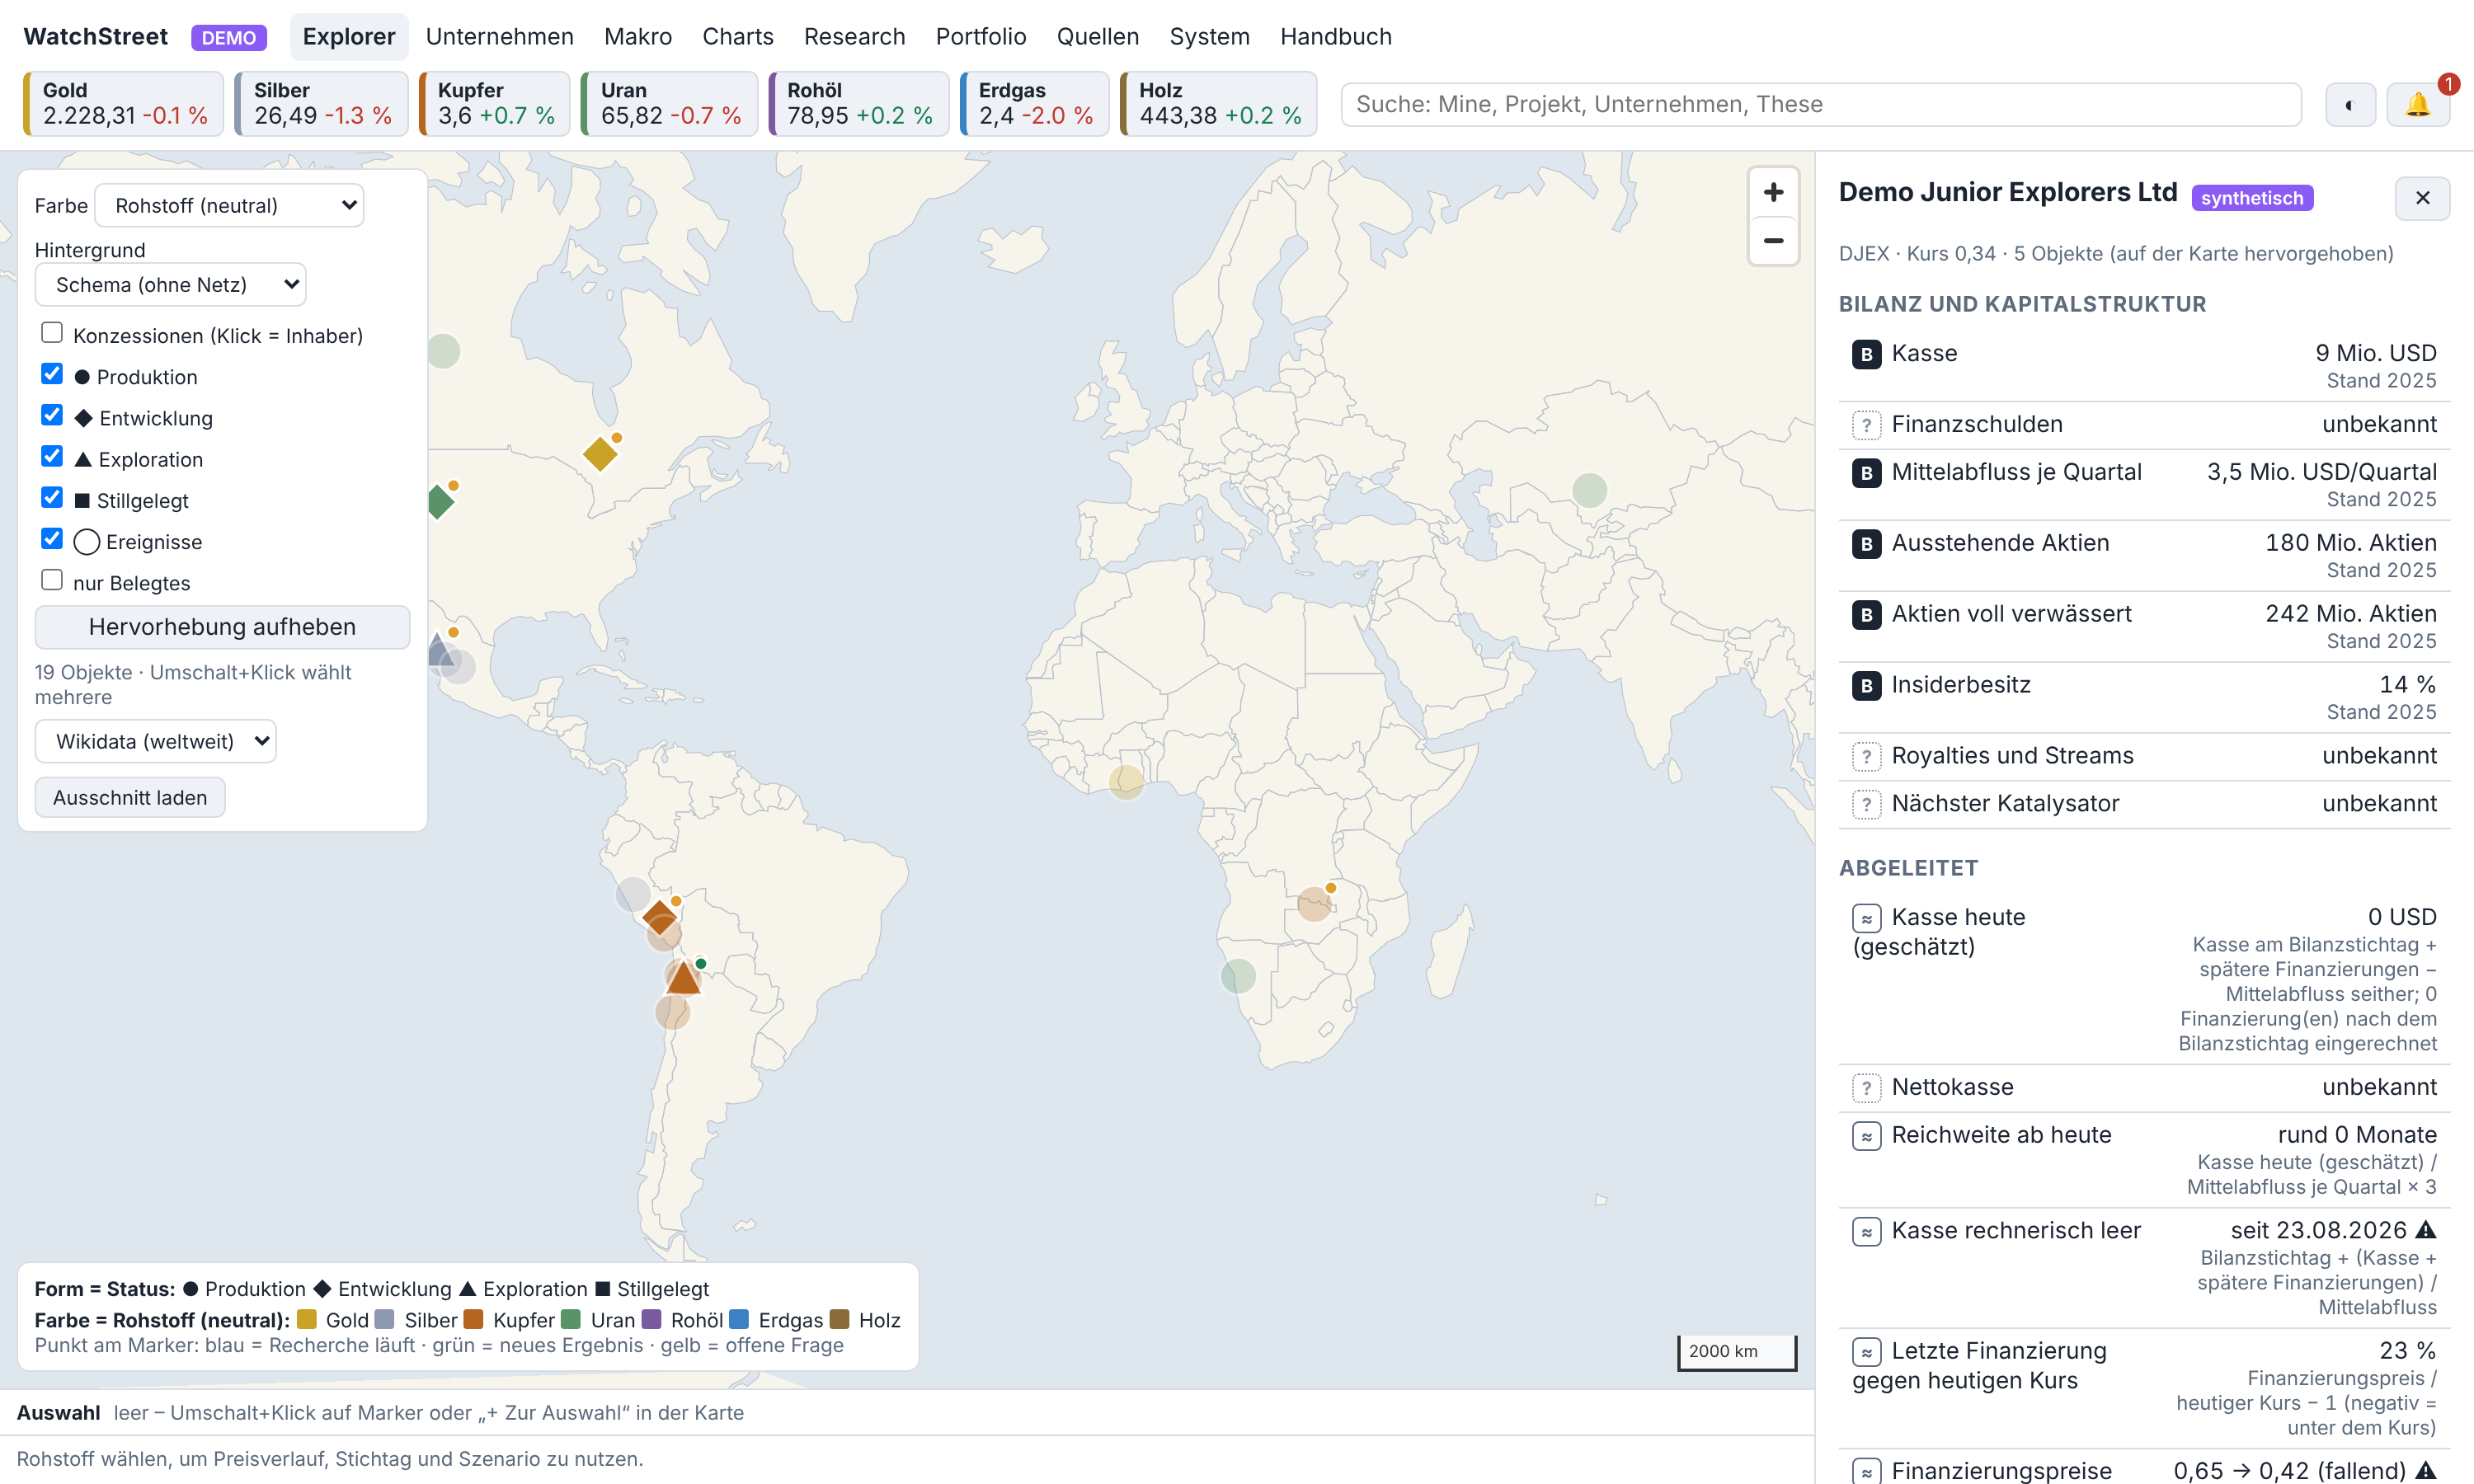 WatchStreet DEMO Explorer Unternehmen Makro Charts Research Portfolio Quellen System Handbuch
Gold
2.228,31 -0.1 %
Silber
26,49 -1.3 %
Kupfer
3,6 +0.7 %
Uran
65,82 -0.7 %
Rohöl
78,95 +0.2 %
Erdgas
2,4 -2.0 %
Holz
443,38 +0.2 %
Suche: Mine, Projekt, Unternehmen, These
1
Farbe Rohstoff (neutral)
Hintergrund
Schema (ohne Netz)
Konzessionen (Klick = Inhaber)
Produktion
Entwicklung
Exploration
Stillgelegt
Ereignisse
nur Belegtes
Hervorhebung aufheben
19 Objekte · Umschalt+Klick wählt
mehrere
Wikidata (weltweit)
Ausschnitt laden
+
−
Form = Status: ● Produktion ◆ Entwicklung ▲ Exploration ■ Stillgelegt
Farbe = Rohstoff (neutral): Gold Silber Kupfer Uran Rohöl Erdgas Holz
Punkt am Marker: blau = Recherche läuft · grün = neues Ergebnis · gelb = offene Frage
2000 km
Auswahl leer – Umschalt+Klick auf Marker oder „+ Zur Auswahl“ in der Karte
Rohstoff wählen, um Preisverlauf, Stichtag und Szenario zu nutzen.
Demo Junior Explorers Ltd synthetisch ✕
DJEX · Kurs 0,34 · 5 Objekte (auf der Karte hervorgehoben)
BILANZ UND KAPITALSTRUKTUR
B Kasse 9 Mio. USD
Stand 2025
? Finanzschulden unbekannt
B Mittelabfluss je Quartal 3,5 Mio. USD/Quartal
Stand 2025
B Ausstehende Aktien 180 Mio. Aktien
Stand 2025
B Aktien voll verwässert 242 Mio. Aktien
Stand 2025
B Insiderbesitz 14 %
Stand 2025
? Royalties und Streams unbekannt
? Nächster Katalysator unbekannt
ABGELEITET
≈ Kasse heute 0 USD
(geschätzt)
Kasse am Bilanzstichtag +
spätere Finanzierungen −
Mittelabfluss seither; 0
Finanzierung(en) nach dem
Bilanzstichtag eingerechnet
? Nettokasse unbekannt
≈ Reichweite ab heute rund 0 Monate
Kasse heute (geschätzt) /
Mittelabfluss je Quartal × 3
≈ Kasse rechnerisch leer seit 23.08.2026 ⚠
Bilanzstichtag + (Kasse +
spätere Finanzierungen) /
Mittelabfluss
≈ Letzte Finanzierung 23 %
gegen heutigen Kurs
Finanzierungspreis /
heutiger Kurs − 1 (negativ =
unter dem Kurs)
≈ Finanzierungspreise 0,65 → 0,42 (fallend) ⚠